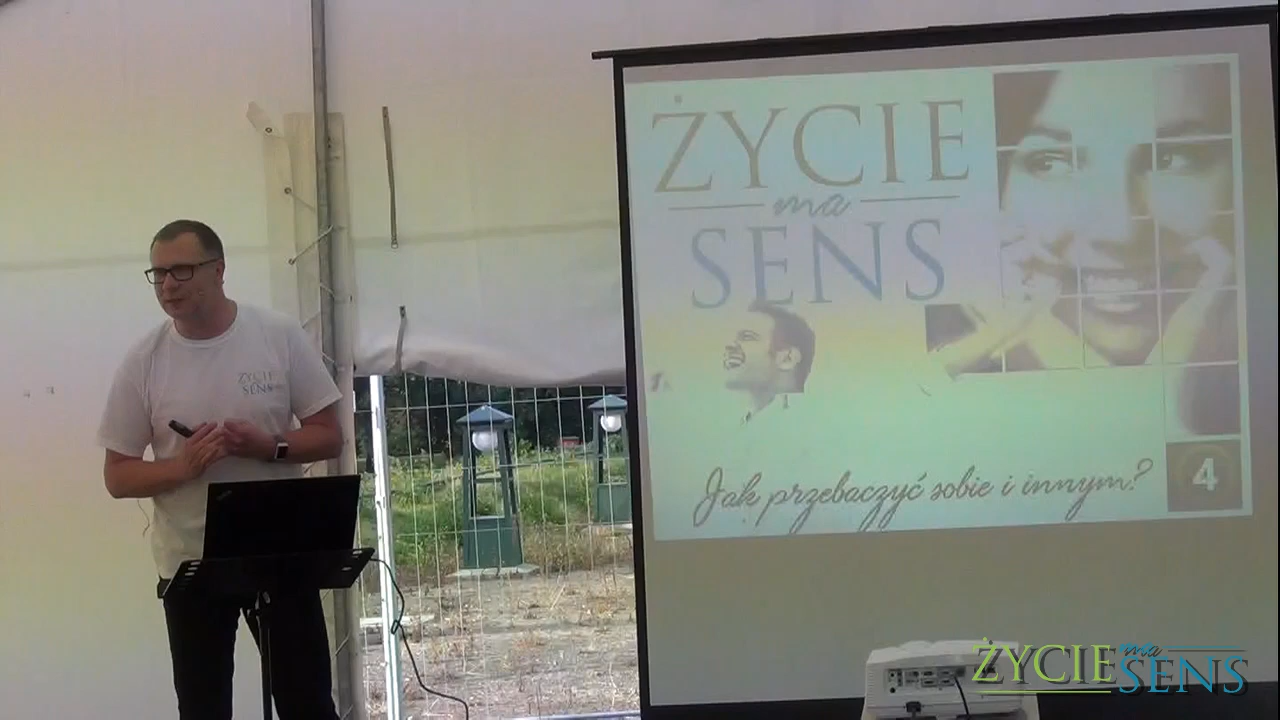 ŻYCIE
ma
SENS
Jak przebaczyć sobie i innym?
4
ŻYCIE
SENS
ŻYCIE ma SENS